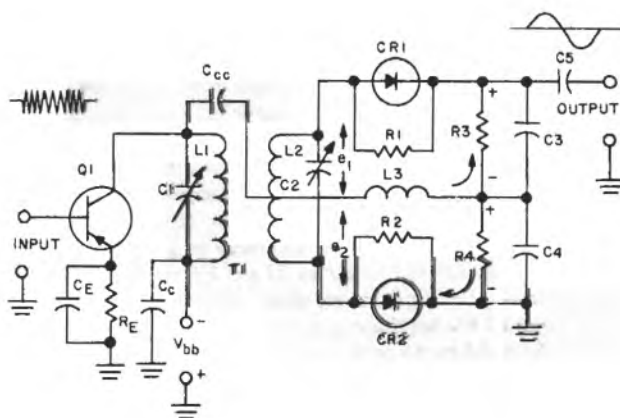 CR1
C5
CCC
+
OUTPUT
R3
C3
Q1
L1
L2
R1
e1
C1
C2
L3
−
+
INPUT
e2
R2
R4
C4
T1
−
CE
RE
CC
−
Vbb
+
CR2